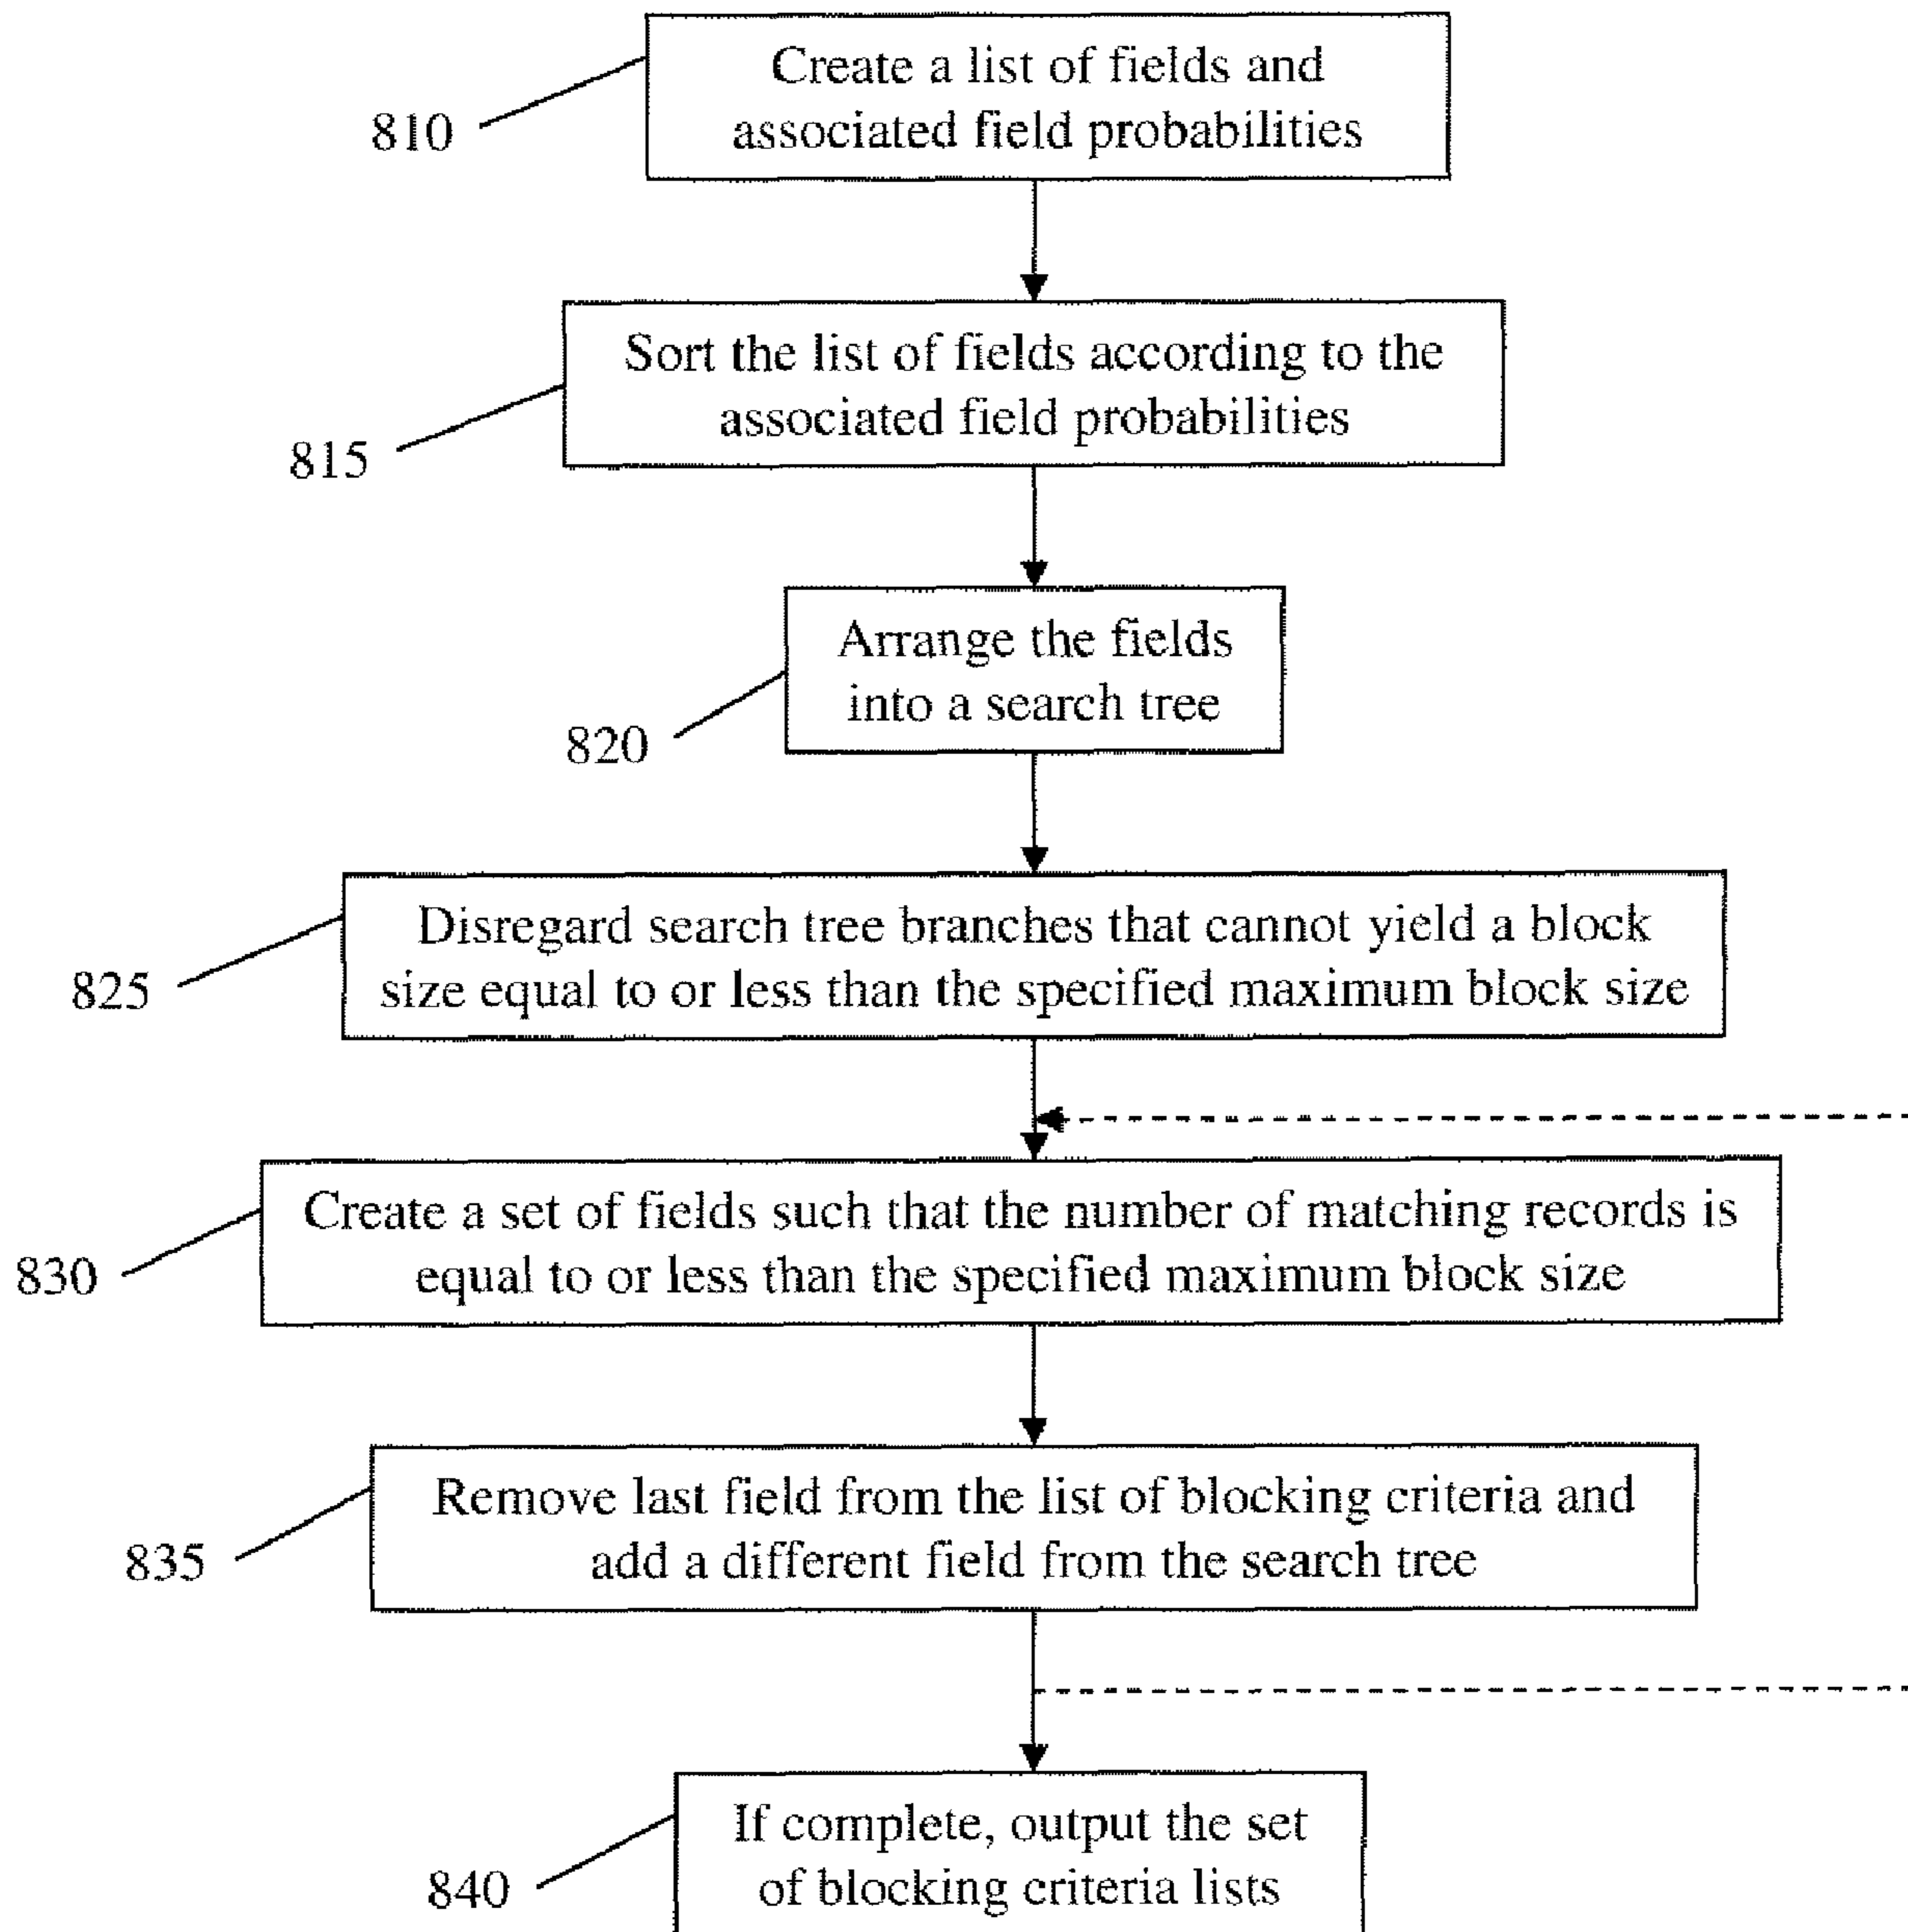 Create a list of fields and
associated field probabilities
810
Sort the list of fields according to the
associated field probabilities
815
Arrange the fields
into a search tree
820
Disregard search tree branches that cannot yield a block
size equal to or less than the specified maximum block size
825
Create a set of fields such that the number of matching records is
equal to or less than the specified maximum block size
830
Remove last field from the list of blocking criteria and
add a different field from the search tree
835
If complete, output the set
of blocking criteria lists
840